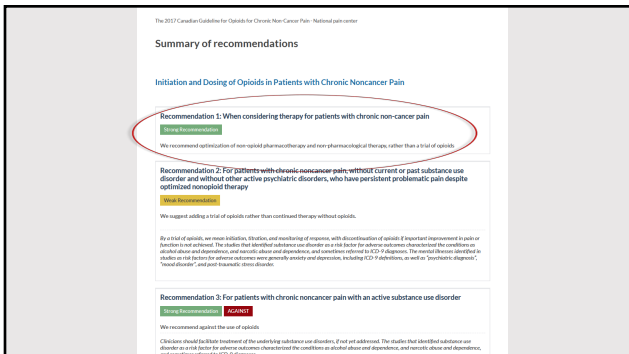 The 2017 Canadian Guideline for Opioids for Chronic Non Cancer Pain - National pain center
Summary of recommendations
Initiation and Dosing of Opioids in Patients with Chronic Noncancer Pain
Recommendation 1: When considering therapy for patients with chronic non-cancer pain
Strong Recommendation
We recommend optimization of non-opioid pharmacotherapy and non-pharmacological therapy, rather than a trial of opioids
Recommendation 2: For patients with chronic noncancer pain, without current or past substance use
disorder and without other active psychiatric disorders, who have persistent problematic pain despite
optimized nonopioid therapy
Weak Recommendation
We suggest adding a trial of opioids rather than continued therapy without opioids.
By a trial of opioids, we mean initiation, titration, and monitoring of response, with discontinuation of opioids if important improvement in pain or
function is not achieved. The studies that identified substance use disorder as a risk factor for adverse outcomes characterized the conditions as
alcohol abuse and dependence, and narcotic abuse and dependence, and sometimes referred to ICD-9 diagnoses. The mental illnesses identified in
studies as risk factors for adverse outcomes were generally anxiety and depression, including ICD-9 definitions, as well as "psychiatric diagnosis",
"mood disorder", and post-traumatic stress disorder.
Recommendation 3: For patients with chronic noncancer pain with an active substance use disorder
Strong Recommendation AGAINST
We recommend against the use of opioids
Clinicians should facilitate treatment of the underlying substance use disorders, if not yet addressed. The studies that identified substance use
disorder as a risk factor for adverse outcomes characterized the conditions as alcohol abuse and dependence, and narcotic abuse and dependence,